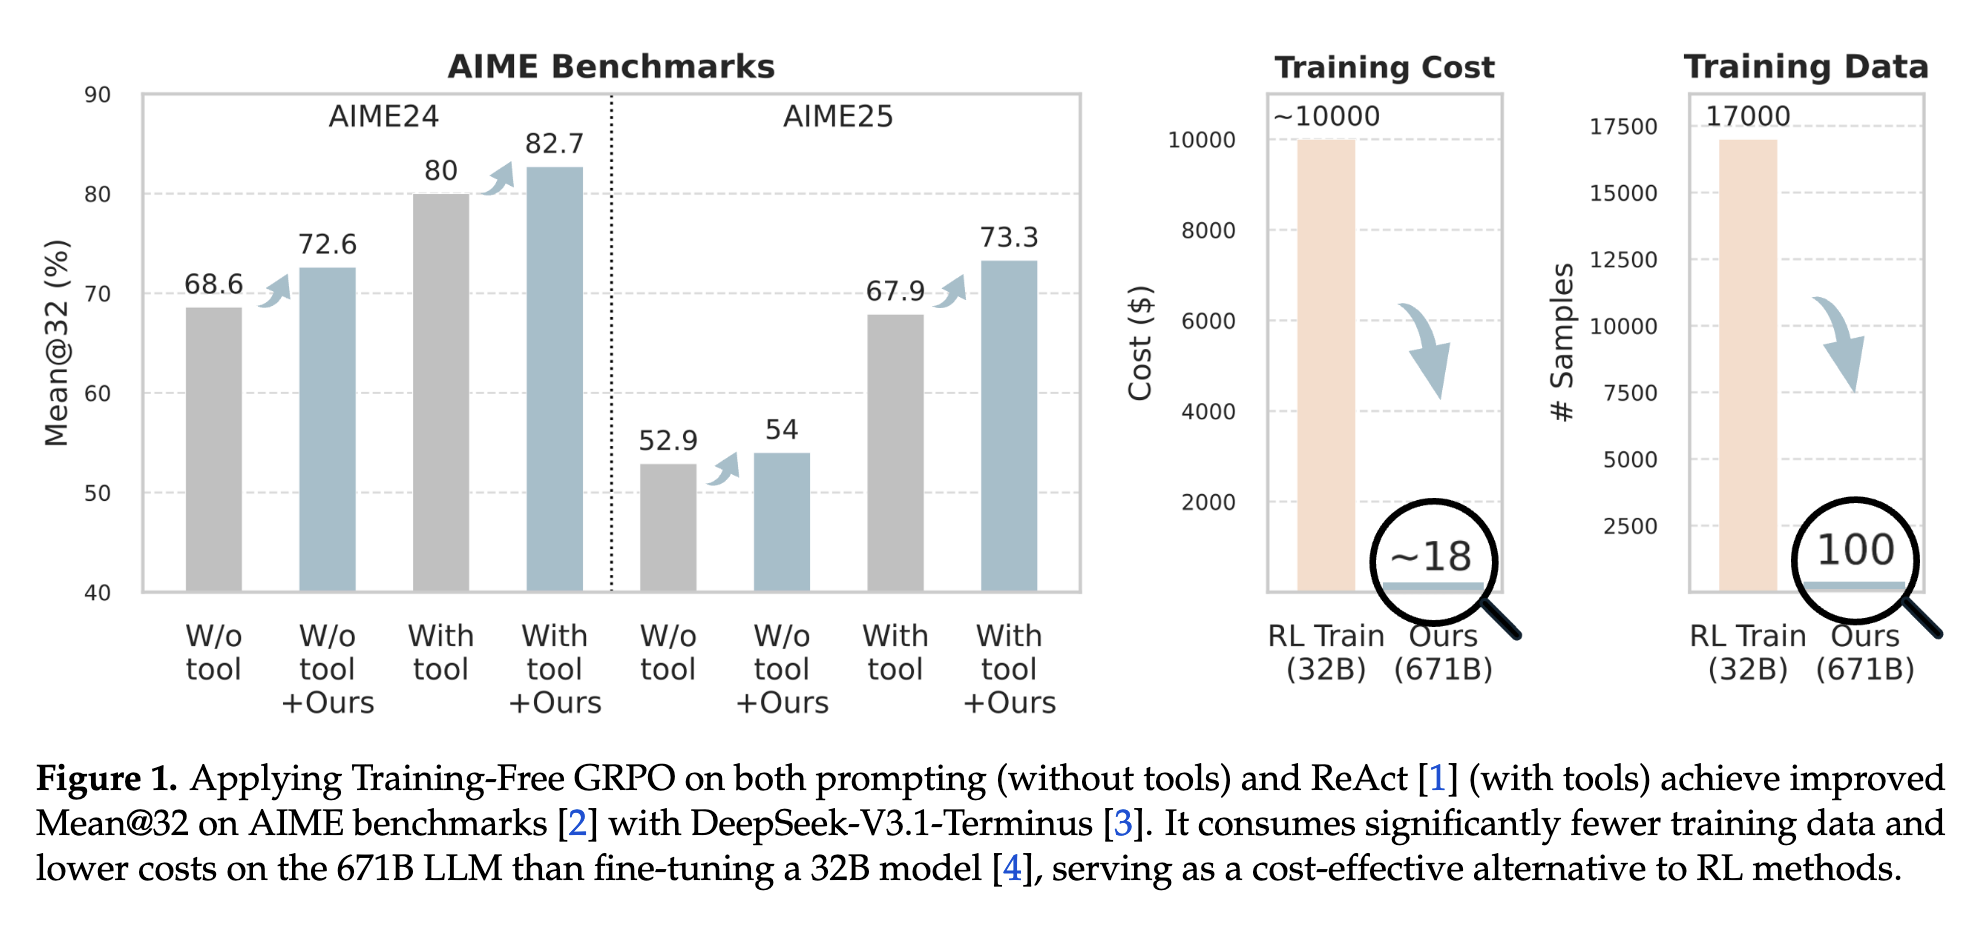 AIME Benchmarks
AIME24
AIME25
Mean@32 (%)
90
80
70
60
50
40
68.6
72.6
80
82.7
52.9
54
67.9
73.3
W/o
tool
W/o
tool
+Ours
With
tool
With
tool
+Ours
W/o
tool
W/o
tool
+Ours
With
tool
With
tool
+Ours
Training Cost
Cost ($)
10000
8000
6000
4000
2000
~10000
~18
RL Train
(32B)
Ours
(671B)
Training Data
# Samples
17500
15000
12500
10000
7500
5000
2500
17000
100
RL Train
(32B)
Ours
(671B)
Figure 1. Applying Training-Free GRPO on both prompting (without tools) and ReAct [1] (with tools) achieve improved
Mean@32 on AIME benchmarks [2] with DeepSeek-V3.1-Terminus [3]. It consumes significantly fewer training data and
lower costs on the 671B LLM than fine-tuning a 32B model [4], serving as a cost-effective alternative to RL methods.